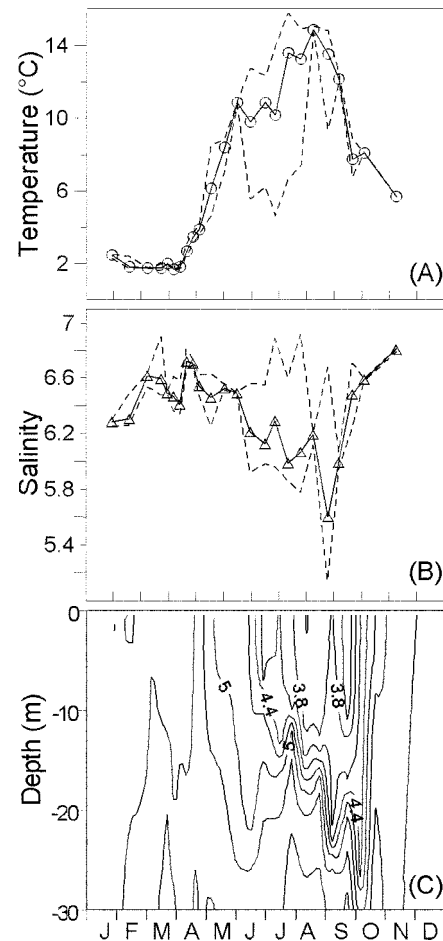 14
10
6
2
Temperature (°C)
(A)
7
6.6
6.2
5.8
5.4
Salinity
(B)
0
-10
-20
-30
Depth (m)
5
4.4
3.8
3.8
5
4.4
(C)
J F M A M J J A S O N D